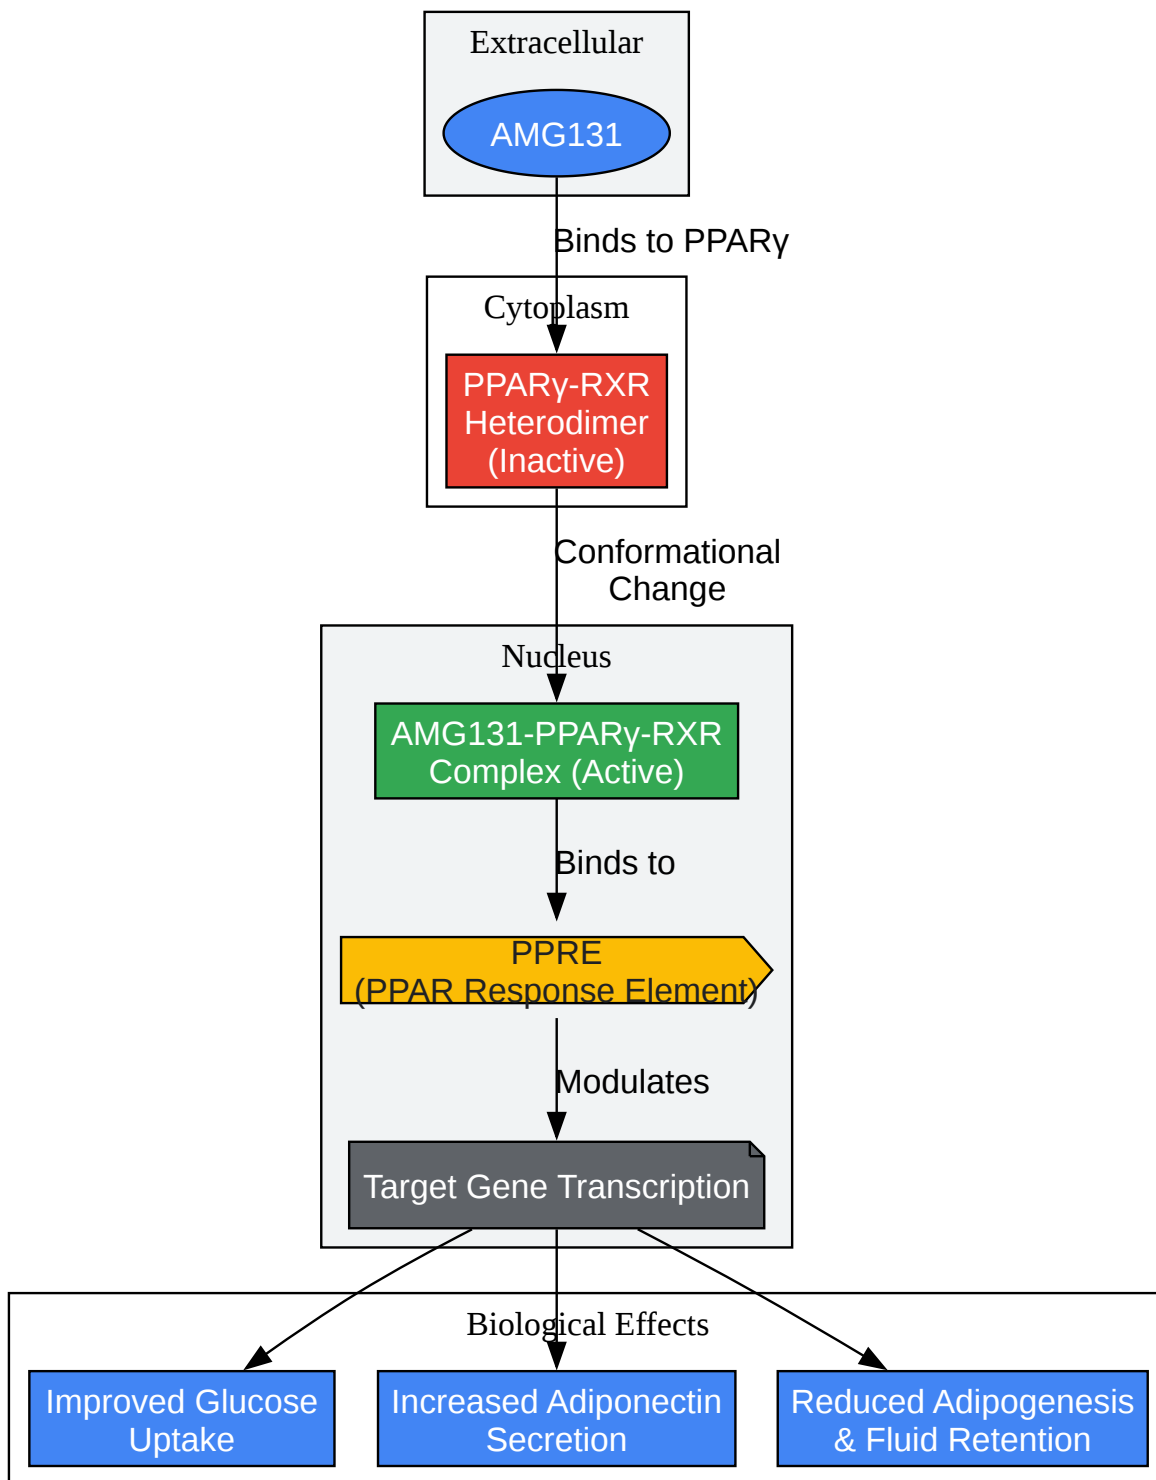 Extracellular
AMG131
Binds to PPARγ
Cytoplasm
PPARγ-RXR
Heterodimer
(Inactive)
Conformational
Change
Nucleus
AMG131-PPARγ-RXR
Complex (Active)
Binds to
PPRE
(PPAR Response Element)
Modulates
Target Gene Transcription
Biological Effects
Improved Glucose
Uptake
Increased Adiponectin
Secretion
Reduced Adipogenesis
& Fluid Retention